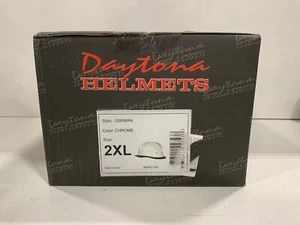 Daytona
HELMETS
Style: GERMAN
Color: CHROME
Size:
2XL